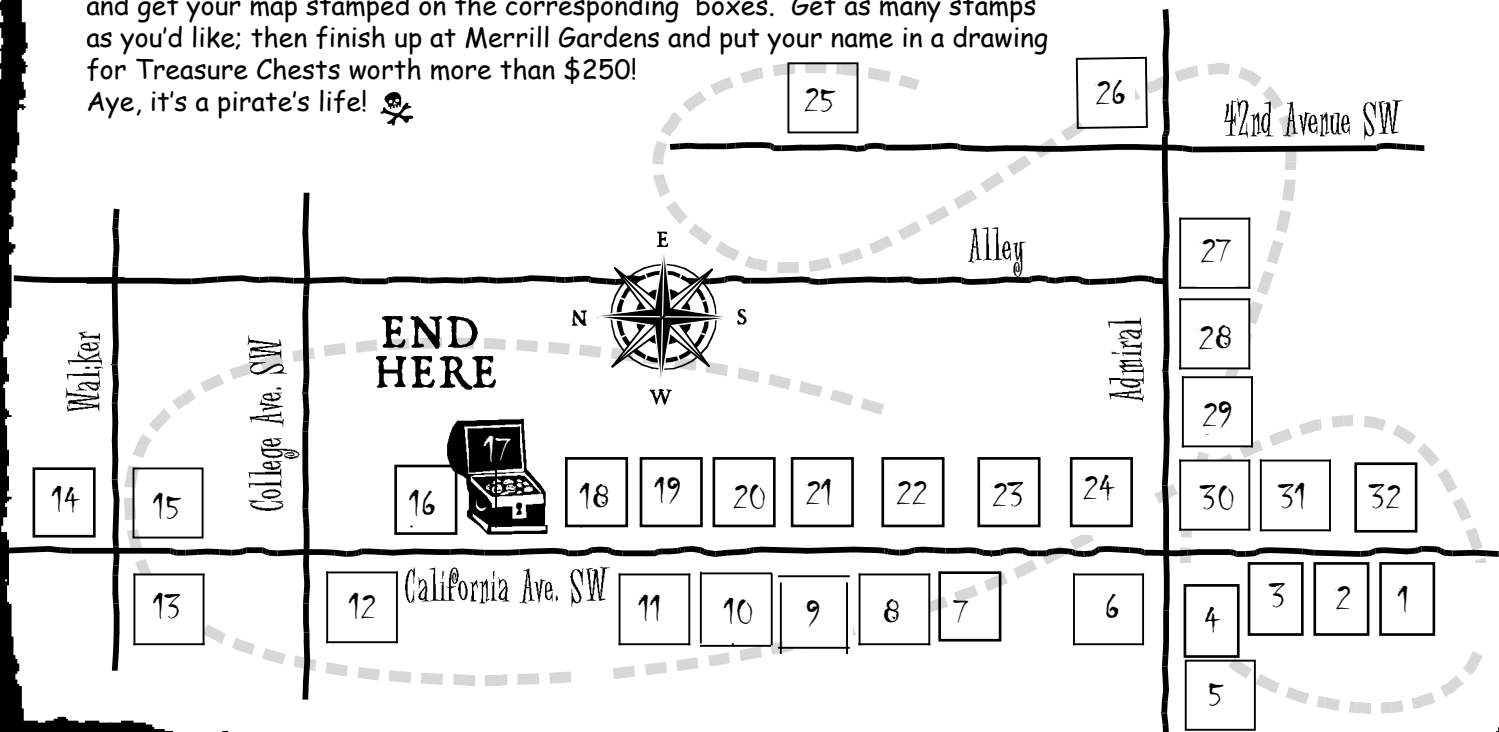 and get your map stamped on the corresponding boxes. Get as many stamps
as you'd like; then finish up at Merrill Gardens and put your name in a drawing
for Treasure Chests worth more than $250!
Aye, it's a pirate's life!
25
26
42nd Avenue SW
Alley
27
E
N
S
W
END
HERE
Walker
College Ave. SW
Admiral
28
29
17
14
15
16
18
19
20
21
22
23
24
30
31
32
California Ave. SW
13
12
11
10
9
8
7
6
4
3
2
1
5